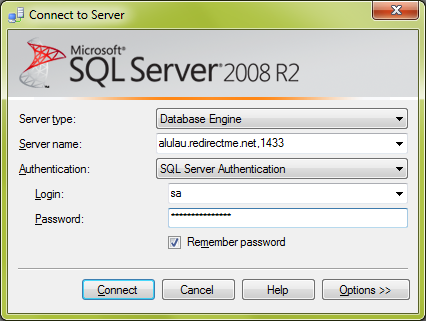 Connect to Server
Microsoft®
SQL Server® 2008 R2
Server type: Database Engine
Server name: alulau.redirectme.net,1433
Authentication: SQL Server Authentication
Login: sa
Password: ***************
Remember password
Connect Cancel Help Options >>